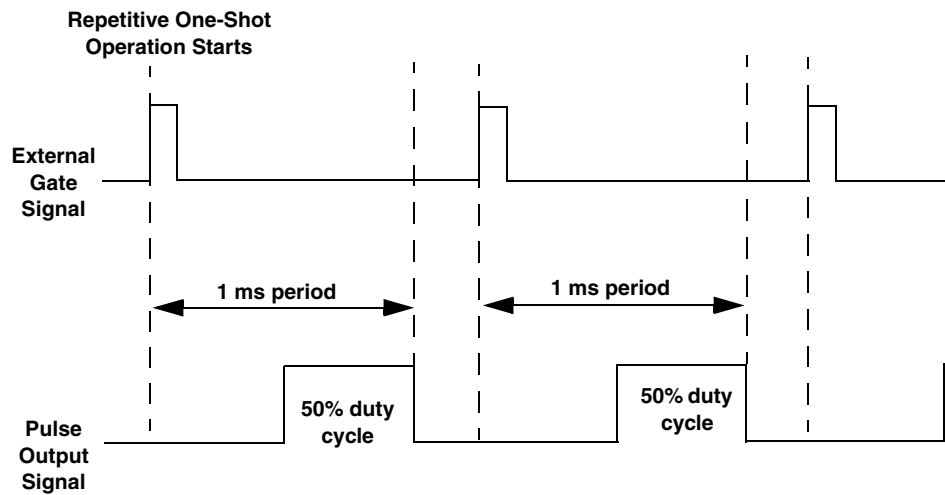 Repetitive One-Shot
Operation Starts
External
Gate
Signal
1 ms period
1 ms period
50% duty
cycle
50% duty
cycle
Pulse
Output
Signal